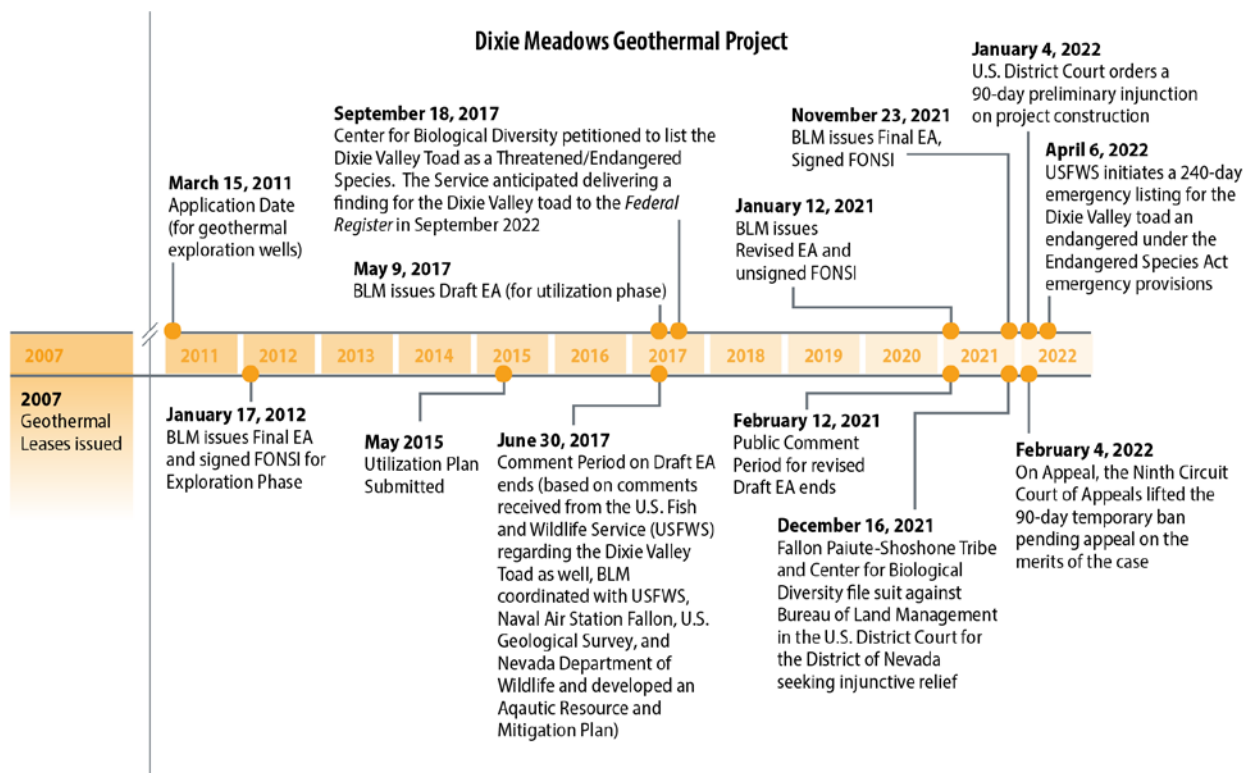 Dixie Meadows Geothermal Project
March 15, 2011
Application Date
(for geothermal
exploration wells)
September 18, 2017
Center for Biological Diversity petitioned to list the
Dixie Valley Toad as a Threatened/Endangered
Species. The Service anticipated delivering a
finding for the Dixie Valley toad to the Federal
Register in September 2022
May 9, 2017
BLM issues Draft EA (for utilization phase)
November 23, 2021
BLM issues Final EA,
Signed FONSI
January 12, 2021
BLM issues
Revised EA and
unsigned FONSI
January 4, 2022
U.S. District Court orders a
90-day preliminary injunction
on project construction
April 6, 2022
USFWS initiates a 240-day
emergency listing for the
Dixie Valley toad an
endangered under the
Endangered Species Act
emergency provisions
2007 2011 2012 2013 2014 2015 2016 2017 2018 2019 2020 2021 2022
2007
Geothermal
Leases issued
January 17, 2012
BLM issues Final EA
and signed FONSI for
Exploration Phase
May 2015
Utilization Plan
Submitted
June 30, 2017
Comment Period on Draft EA
ends (based on comments
received from the U.S. Fish
and Wildlife Service (USFWS)
regarding the Dixie Valley
Toad as well, BLM
coordinated with USFWS,
Naval Air Station Fallon, U.S.
Geological Survey, and
Nevada Department of
Wildlife and developed an
Aqautic Resource and
Mitigation Plan)
February 12, 2021
Public Comment
Period for revised
Draft EA ends
December 16, 2021
Fallon Paiute-Shoshone Tribe
and Center for Biological
Diversity file suit against
Bureau of Land Management
in the U.S. District Court for
the District of Nevada
seeking injunctive relief
February 4, 2022
On Appeal, the Ninth Circuit
Court of Appeals lifted the
90-day temporary ban
pending appeal on the
merits of the case